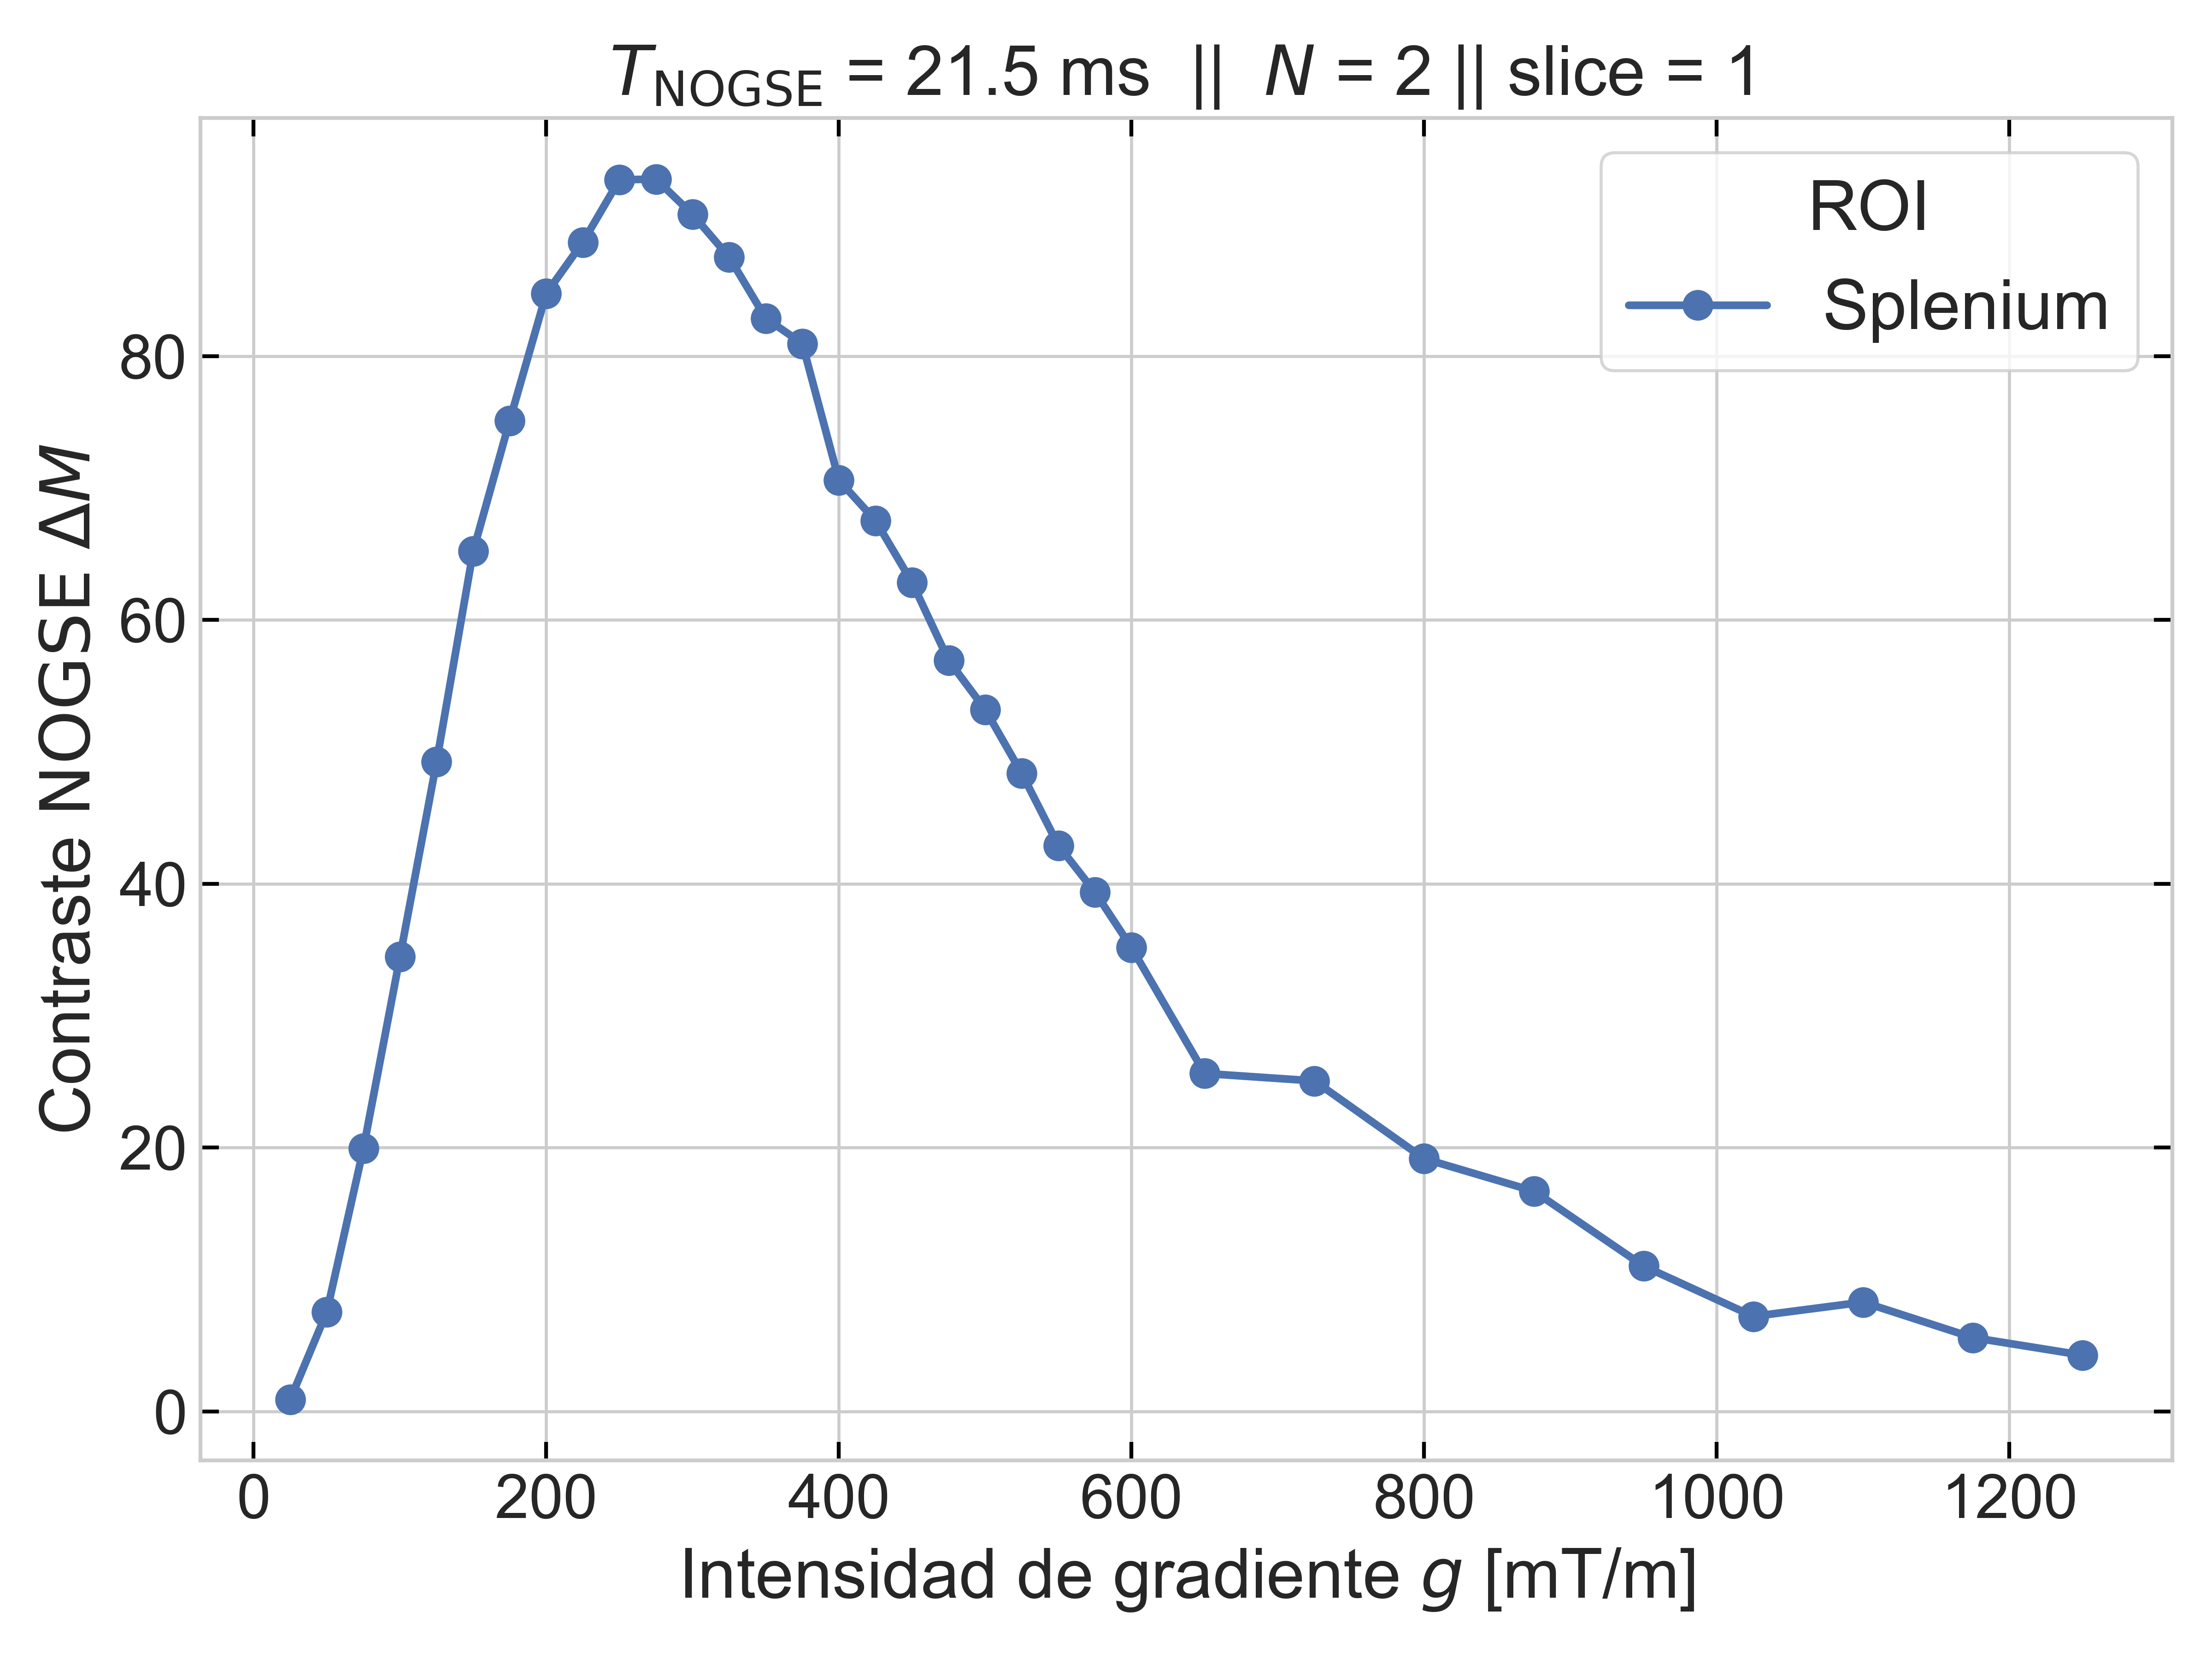 T_NOGSE = 21.5 ms || N = 2 || slice = 1
ROI
Splenium
Contraste NOGSE ΔM
80
60
40
20
0
0 200 400 600 800 1000 1200
Intensidad de gradiente g [mT/m]